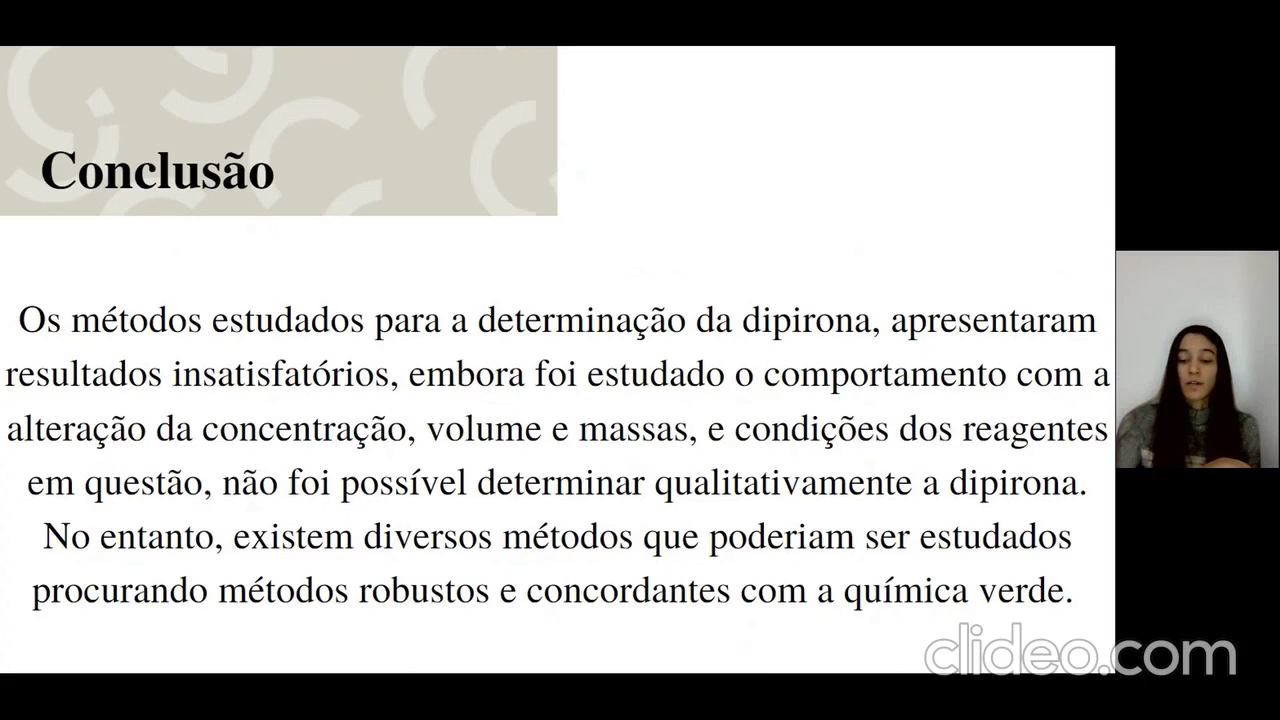 Conclusão
Os métodos estudados para a determinação da dipirona, apresentaram
resultados insatisfatórios, embora foi estudado o comportamento com a
alteração da concentração, volume e massas, e condições dos reagentes
em questão, não foi possível determinar qualitativamente a dipirona.
No entanto, existem diversos métodos que poderiam ser estudados
procurando métodos robustos e concordantes com a química verde.
clideo.com